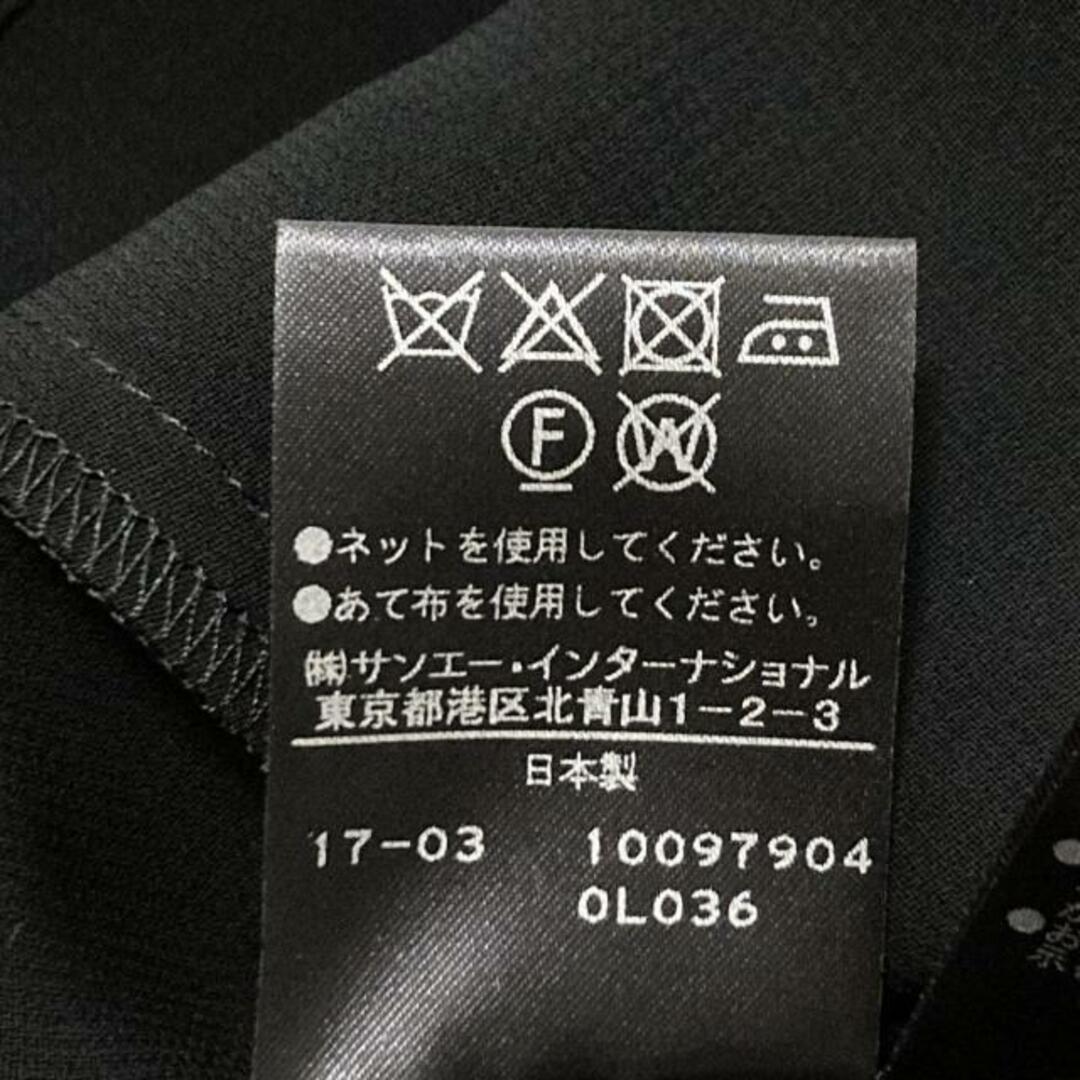 F W
●ネットを使用してください。
●あて布を使用してください。
㈱サンエー・インターナショナル
東京都港区北青山1-2-3
日本製
17-03 10097904
0L036